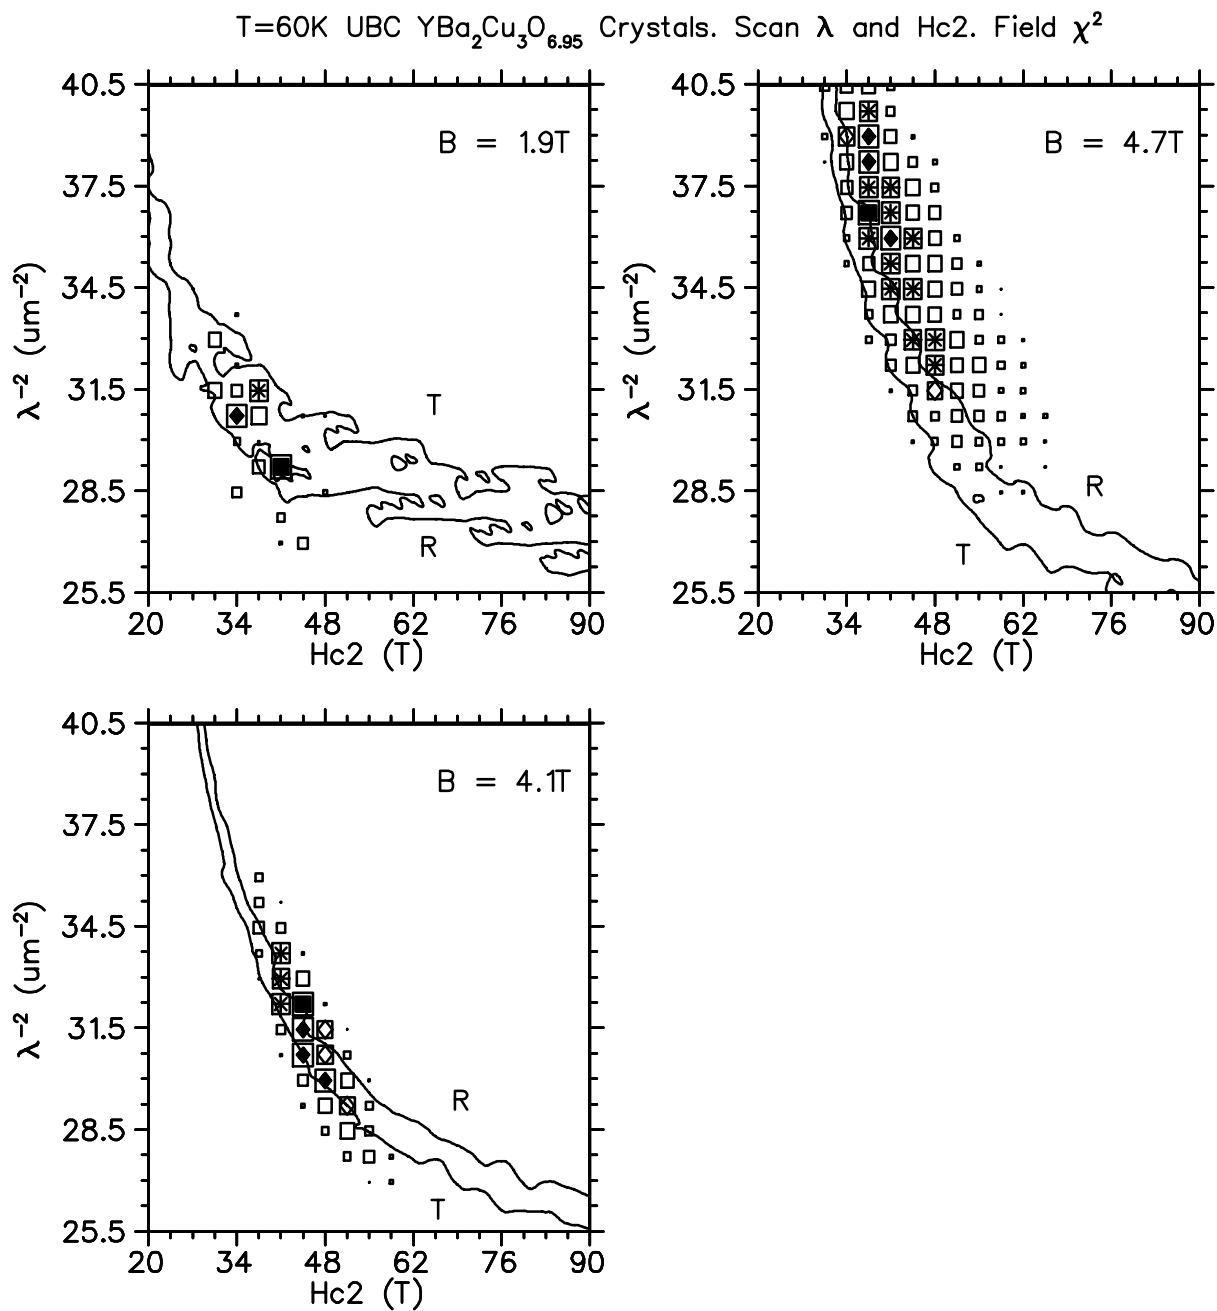 T=60K UBC YBa₂Cu₃O₆.₉₅ Crystals. Scan λ and Hc2. Field χ²
40.5
37.5
34.5
31.5
28.5
25.5
λ⁻² (um⁻²)
B = 1.9T
T
R
20 34 48 62 76 90
Hc2 (T)
40.5
37.5
34.5
31.5
28.5
25.5
λ⁻² (um⁻²)
B = 4.7T
R
T
20 34 48 62 76 90
Hc2 (T)
40.5
37.5
34.5
31.5
28.5
25.5
λ⁻² (um⁻²)
B = 4.1T
R
T
20 34 48 62 76 90
Hc2 (T)